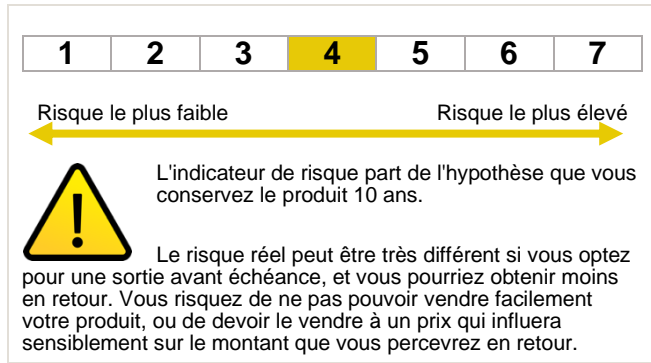 1 2 3 4 5 6 7
Risque le plus faible Risque le plus élevé
L'indicateur de risque part de l'hypothèse que vous
conservez le produit 10 ans.
Le risque réel peut être très différent si vous optez
pour une sortie avant échéance, et vous pourriez obtenir moins
en retour. Vous risquez de ne pas pouvoir vendre facilement
votre produit, ou de devoir le vendre à un prix qui influera
sensiblement sur le montant que vous percevrez en retour.